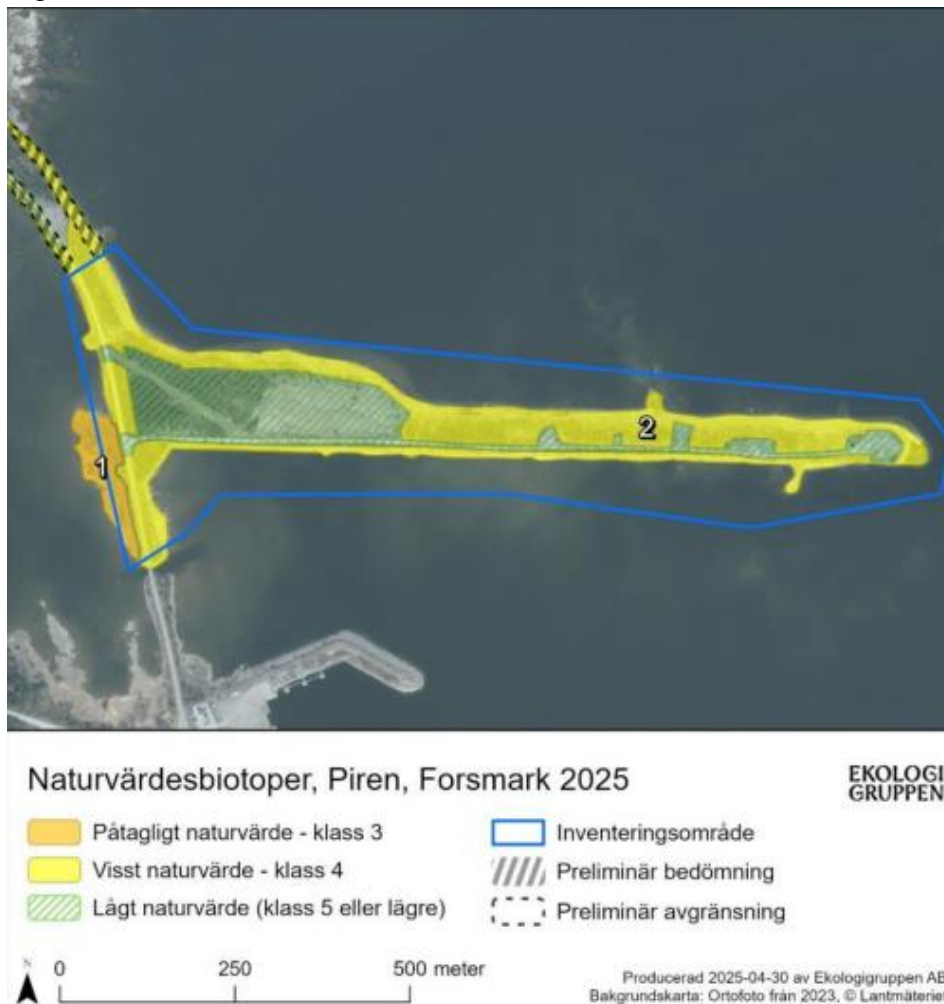 1
2
Naturvärdesbiotoper, Piren, Forsmark 2025
EKOLOGI
GRUPPEN
Påtagligt naturvärde - klass 3
Visst naturvärde - klass 4
Lågt naturvärde (klass 5 eller lägre)
Inventeringsområde
Preliminär bedömning
Preliminär avgränsning
N
0 250 500 meter
Producerad 2025-04-30 av Ekologigruppen AB
Bakgrundskarta: Ortofoto från 2023, © Lantmäteriet